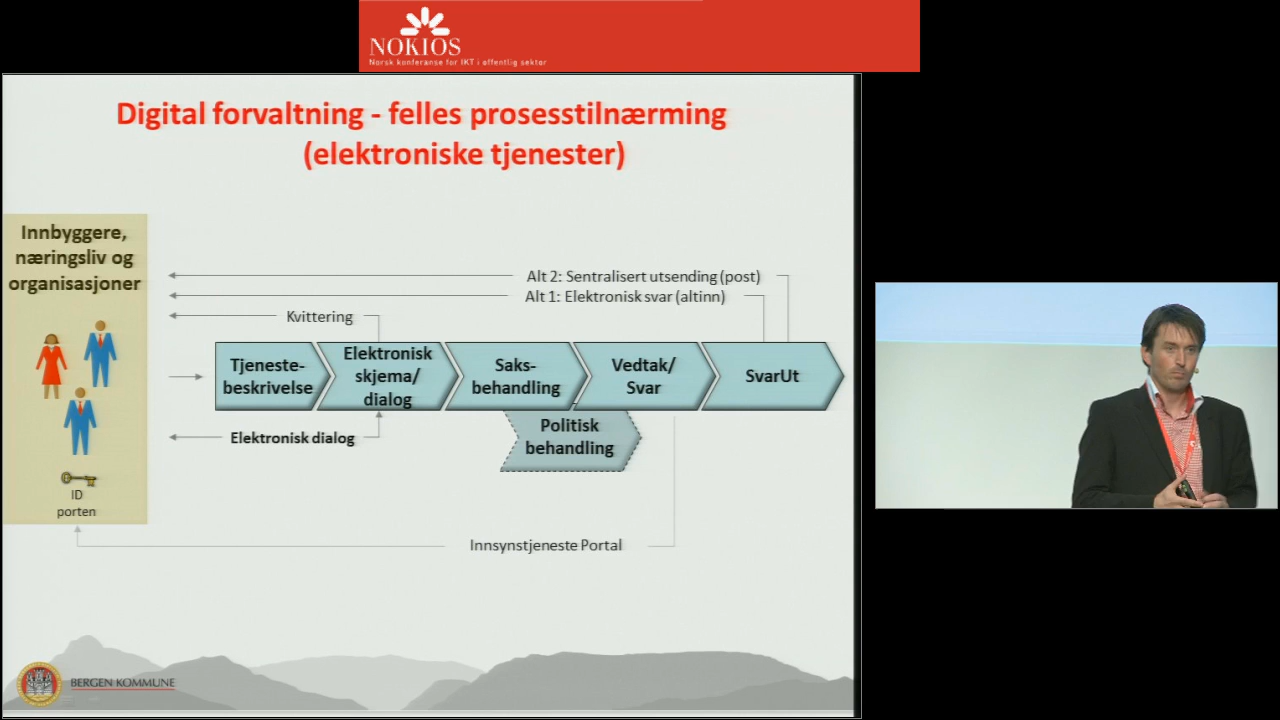 NOKIOS
Norsk konferanse for IKT i offentlig sektor
Digital forvaltning - felles prosesstilnærming
(elektroniske tjenester)
Innbyggere,
næringsliv og
organisasjoner
Alt 2: Sentralisert utsending (post)
Alt 1: Elektronisk svar (altinn)
Kvittering
Tjeneste-
beskrivelse
Elektronisk
skjema/
dialog
Saks-
behandling
Vedtak/
Svar
SvarUt
Politisk
behandling
Elektronisk dialog
ID
porten
Innsynstjeneste Portal
BERGEN KOMMUNE